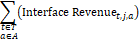 ∑(Interface Revenue_{t,j,a})
t∈T
a∈A